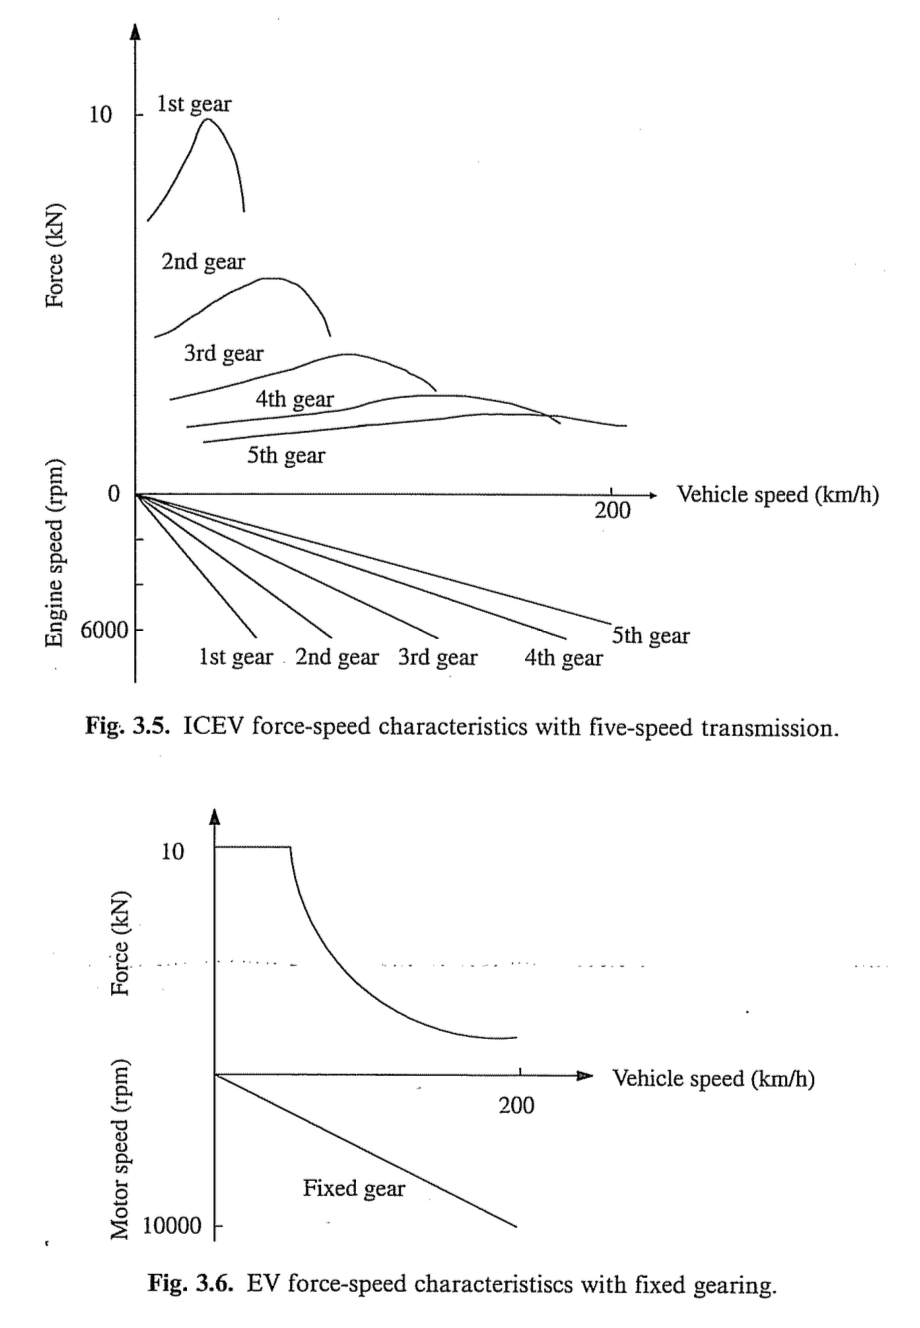 1st gear
10
Force (kN)
2nd gear
3rd gear
4th gear
5th gear
0
Vehicle speed (km/h)
200
Engine speed (rpm)
6000
5th gear
1st gear 2nd gear 3rd gear 4th gear
Fig. 3.5. ICEV force-speed characteristics with five-speed transmission.
10
Force (kN)
Vehicle speed (km/h)
200
Motor speed (rpm)
Fixed gear
10000
Fig. 3.6. EV force-speed characteristiscs with fixed gearing.